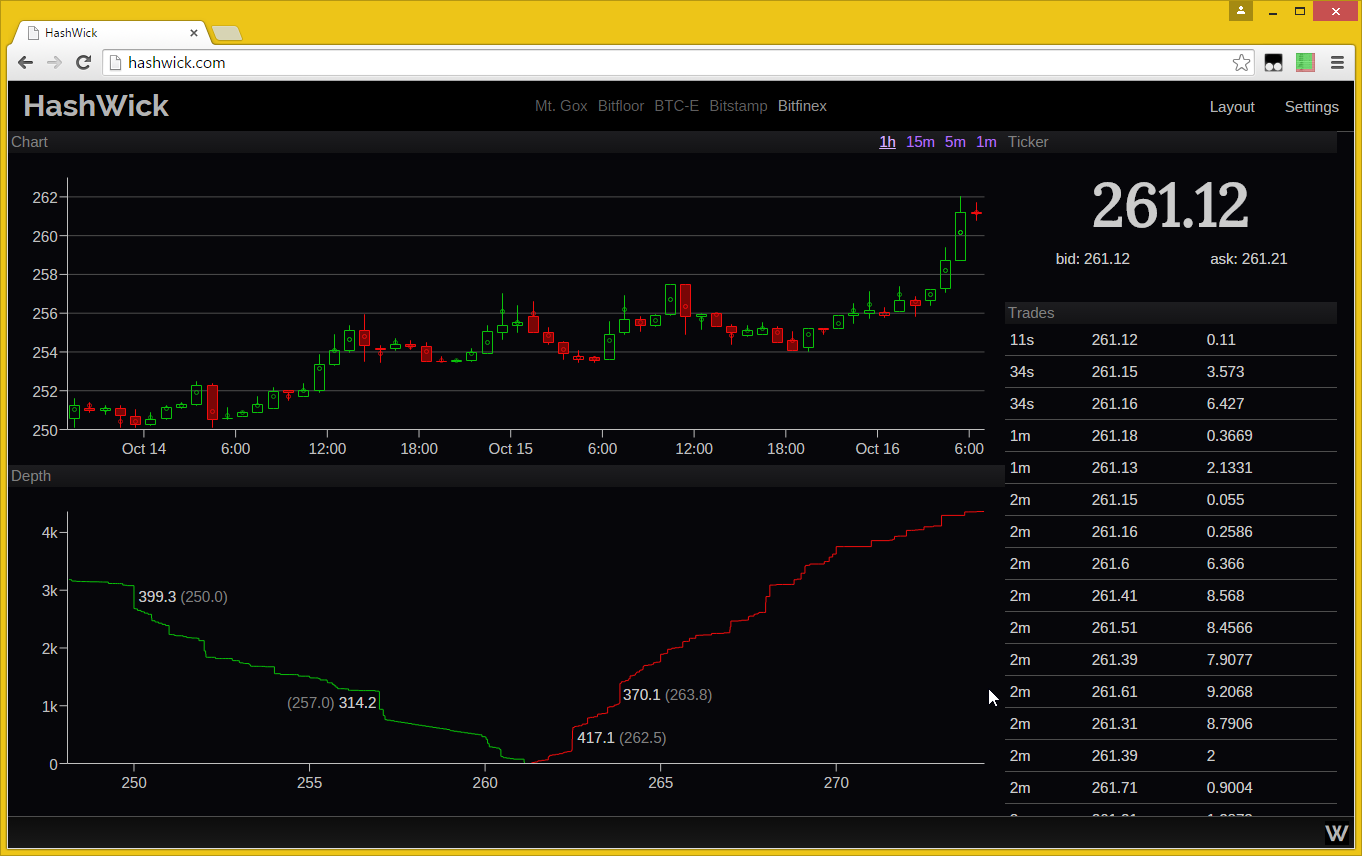 HashWick
hashwick.com
HashWick
Mt. Gox Bitfloor BTC-E Bitstamp Bitfinex
Layout Settings
Chart 1h 15m 5m 1m
262
260
258
256
254
252
250
Oct 14 6:00 12:00 18:00 Oct 15 6:00 12:00 18:00 Oct 16 6:00
Depth
4k
3k
2k
1k
0
399.3 (250.0)
(257.0) 314.2
370.1 (263.8)
417.1 (262.5)
250 255 260 265 270
Ticker
261.12
bid: 261.12 ask: 261.21
Trades
11s 261.12 0.11
34s 261.15 3.573
34s 261.16 6.427
1m 261.18 0.3669
1m 261.13 2.1331
2m 261.15 0.055
2m 261.16 0.2586
2m 261.6 6.366
2m 261.41 8.568
2m 261.51 8.4566
2m 261.39 7.9077
2m 261.61 9.2068
2m 261.31 8.7906
2m 261.39 2
2m 261.71 0.9004
W